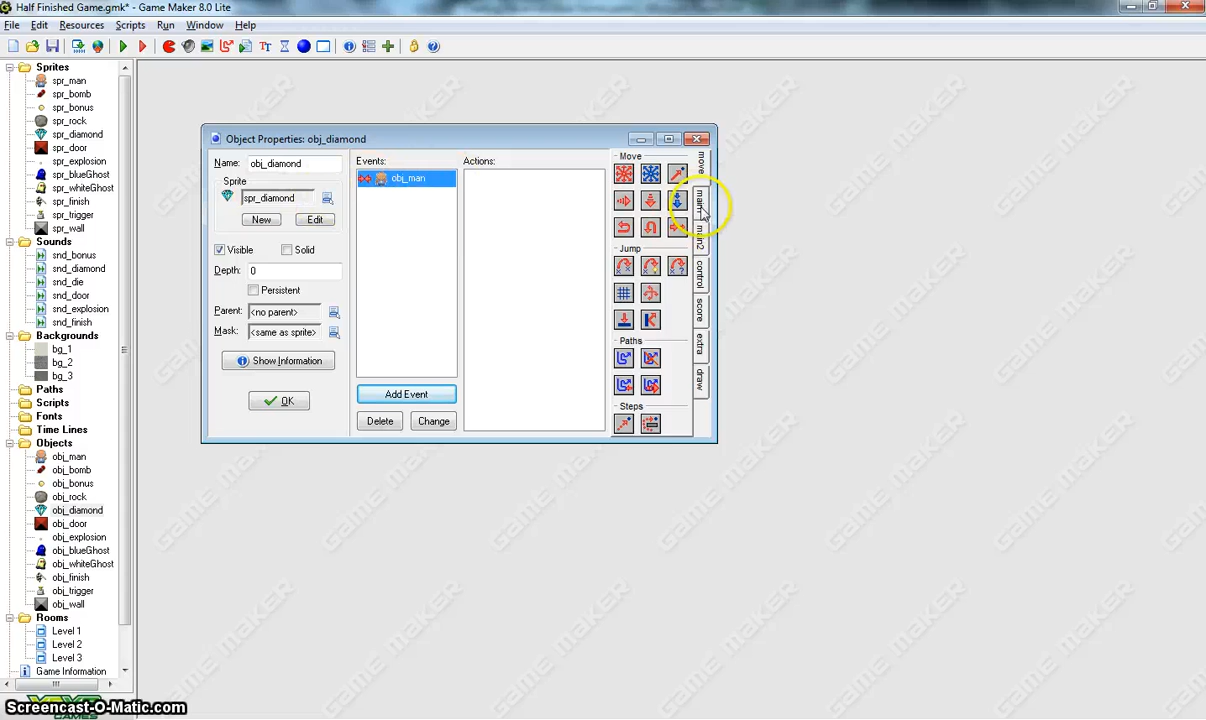 Half Finished Game.gmk* - Game Maker 8.0 Lite
File Edit Resources Scripts Run Window Help
Sprites
spr_man
spr_bomb
spr_bonus
spr_rock
spr_diamond
spr_door
spr_explosion
spr_blueGhost
spr_whiteGhost
spr_finish
spr_trigger
spr_wall
Sounds
snd_bonus
snd_diamond
snd_die
snd_door
snd_explosion
snd_finish
Backgrounds
bg_1
bg_2
bg_3
Paths
Scripts
Fonts
Time Lines
Objects
obj_man
obj_bomb
obj_bonus
obj_rock
obj_diamond
obj_door
obj_explosion
obj_blueGhost
obj_whiteGhost
obj_finish
obj_trigger
obj_wall
Rooms
Level 1
Level 2
Level 3
Game Information
Object Properties: obj_diamond
Name: obj_diamond
Sprite
spr_diamond
New Edit
Visible Solid
Depth: 0
Persistent
Parent: <no parent>
Mask: <same as sprite>
Show Information
OK
Events:
obj_man
Add Event
Delete Change
Actions:
Move
Jump
Paths
Steps
move
main1
main2
control
score
extra
draw
GAME MAKER
Screencast-O-Matic.com